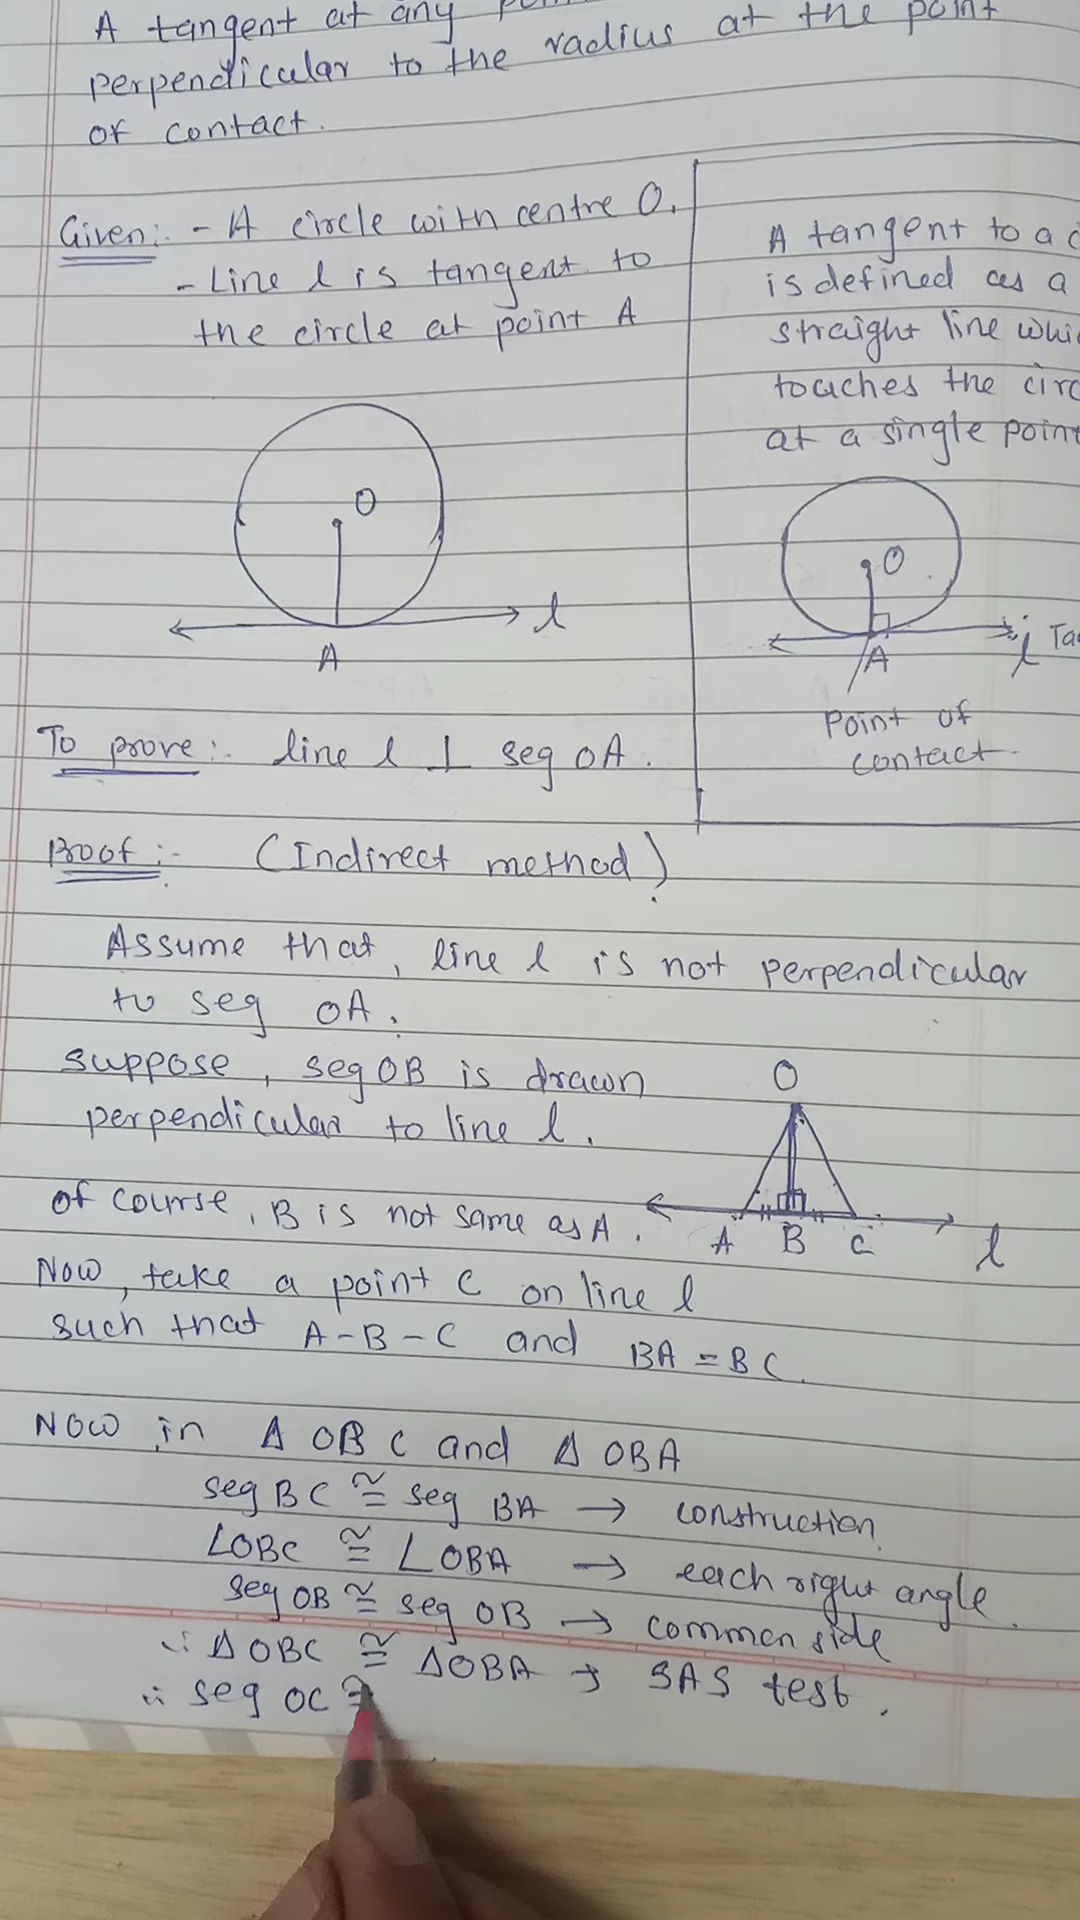 A tangent at any
perpendicular to the radius at the point
of contact.
Given:- - A circle with centre O.
- Line l is tangent to
the circle at point A
O
l
A
A tangent to a
is defined as a
straight line
touches the
at a single point
O
l
A
Point of
contact.
To prove:- line l ⊥ seg OA.
Proof:- (Indirect method)
Assume that, line l is not perpendicular
to seg OA.
suppose, seg OB is drawn
perpendicular to line l.
of course, B is not same as A.
O
A B C
l
Now, take a point C on line l
such that A-B-C and BA = BC.
Now in Δ OBC and Δ OBA
seg BC ≅ seg BA → construction
∠OBC ≅ ∠OBA → each right angle.
seg OB ≅ seg OB → common side
∴ ΔOBC ≅ ΔOBA → SAS test.
∴ seg OC ≅